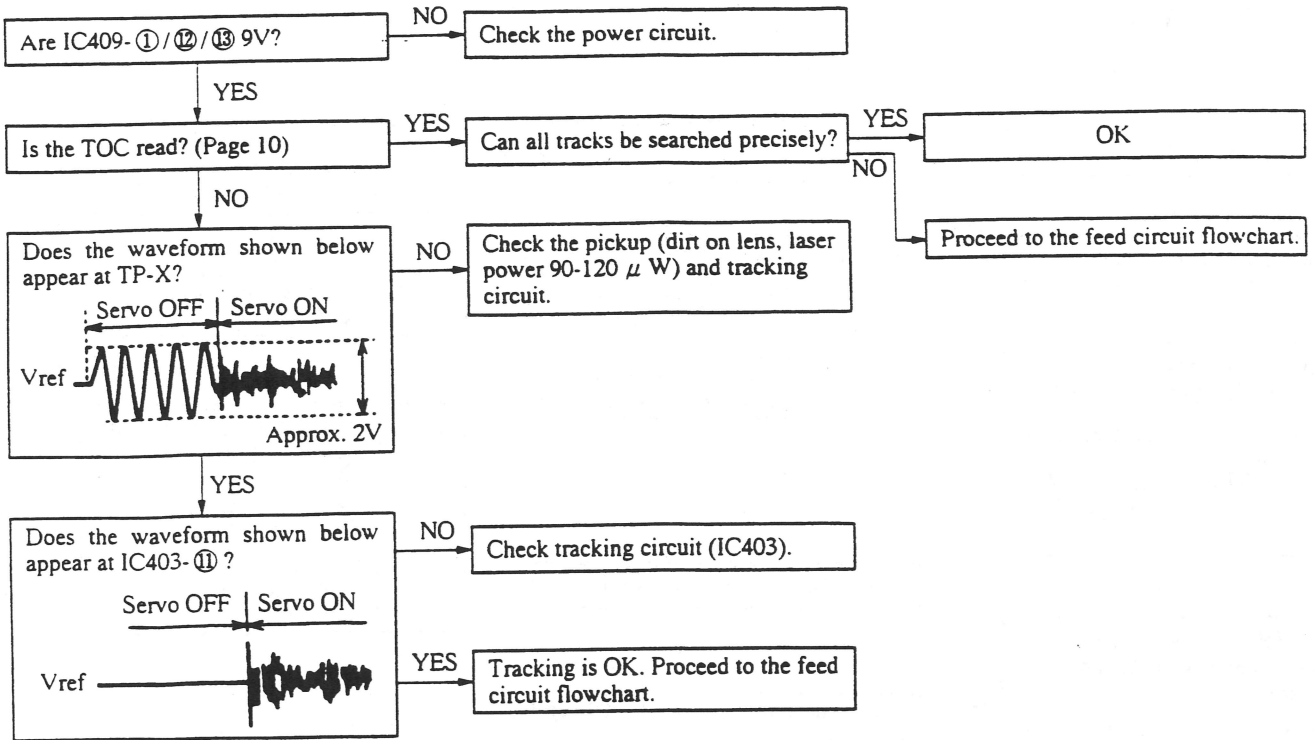 Are IC409- ① / ⑫ / ⑬ 9V?
NO
Check the power circuit.
YES
Is the TOC read? (Page 10)
YES
Can all tracks be searched precisely?
YES
OK
NO
Proceed to the feed circuit flowchart.
NO
Does the waveform shown below
appear at TP-X?
Servo OFF
Servo ON
Vref
Approx. 2V
NO
Check the pickup (dirt on lens, laser
power 90-120 μ W) and tracking
circuit.
YES
Does the waveform shown below
appear at IC403- ⑪ ?
Servo OFF
Servo ON
Vref
NO
Check tracking circuit (IC403).
YES
Tracking is OK. Proceed to the feed
circuit flowchart.